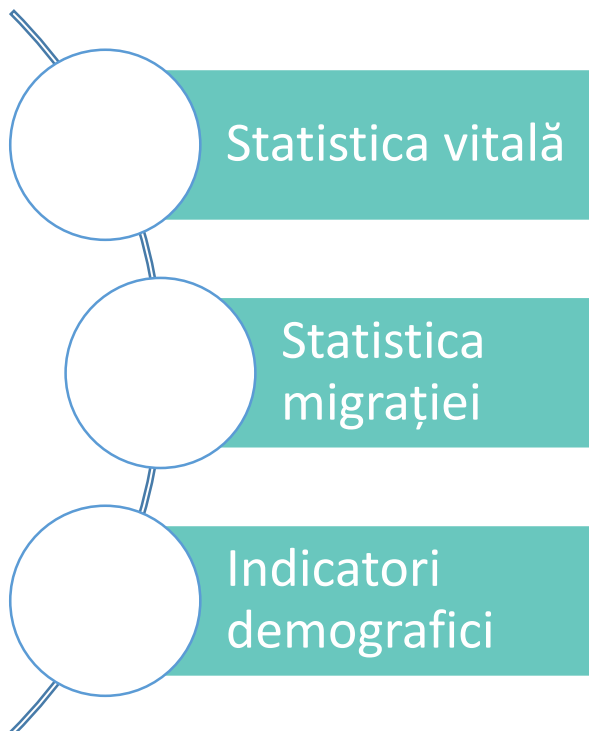 Statistica vitală
Statistica
migrației
Indicatori
demografici